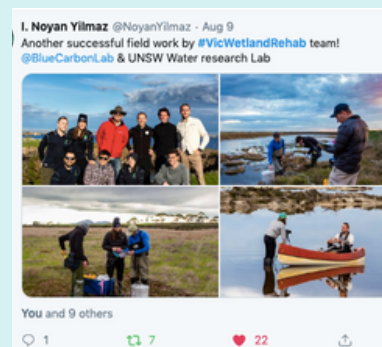 I. Noyan Yilmaz @NoyanYilmaz · Aug 9
Another successful field work by #VicWetlandRehab team!
@BlueCarbonLab & UNSW Water research Lab
You and 9 others
1 7 22